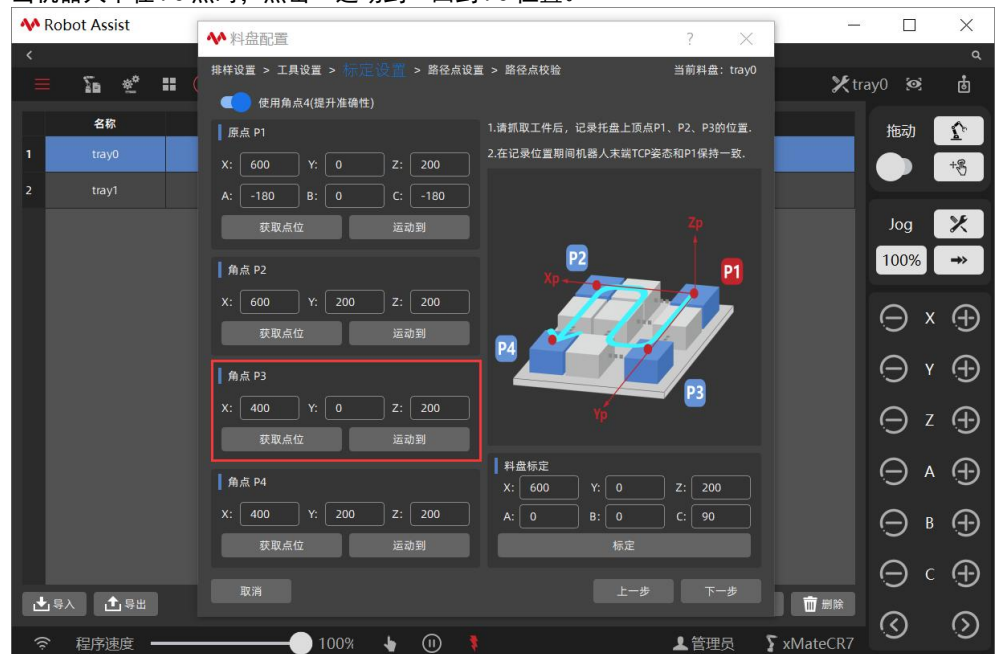 Robot Assist
料盘配置
?
排样设置 > 工具设置 > 标定设置 > 路径点设置 > 路径点校验
当前料盘: tray0
tray0
使用角点4(提升准确性)
名称
1 tray0
2 tray1
原点 P1
X: 600 Y: 0 Z: 200
A: -180 B: 0 C: -180
获取点位 运动到
角点 P2
X: 600 Y: 200 Z: 200
获取点位 运动到
角点 P3
X: 400 Y: 0 Z: 200
获取点位 运动到
角点 P4
X: 400 Y: 200 Z: 200
获取点位 运动到
1.请抓取工件后，记录托盘上顶点P1、P2、P3的位置.
2.在记录位置期间机器人末端TCP姿态和P1保持一致.
Zp
P2
Xp
P1
P4
P3
Yp
料盘标定
X: 600 Y: 0 Z: 200
A: 0 B: 0 C: 90
标定
取消 上一步 下一步
导入 导出 删除
拖动
Jog
100%
X
Y
Z
A
B
C
程序速度 100% 管理员 xMateCR7